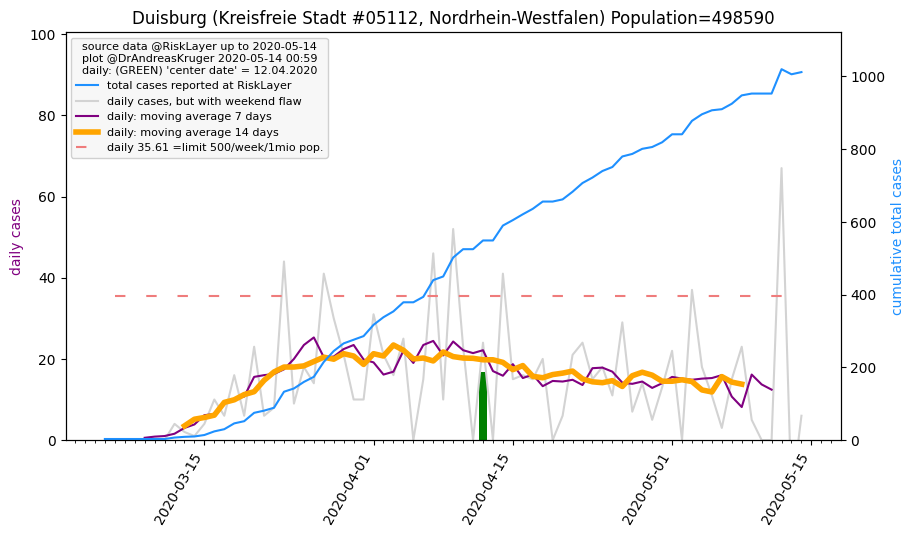 Duisburg (Kreisfreie Stadt #05112, Nordrhein-Westfalen) Population=498590
source data @RiskLayer up to 2020-05-14
plot @DrAndreasKruger 2020-05-14 00:59
daily: (GREEN) 'center date' = 12.04.2020
total cases reported at RiskLayer
daily cases, but with weekend flaw
daily: moving average 7 days
daily: moving average 14 days
daily 35.61 =limit 500/week/1mio pop.
daily cases
100
80
60
40
20
0
cumulative total cases
1000
800
600
400
200
0
2020-03-15
2020-04-01
2020-04-15
2020-05-01
2020-05-15